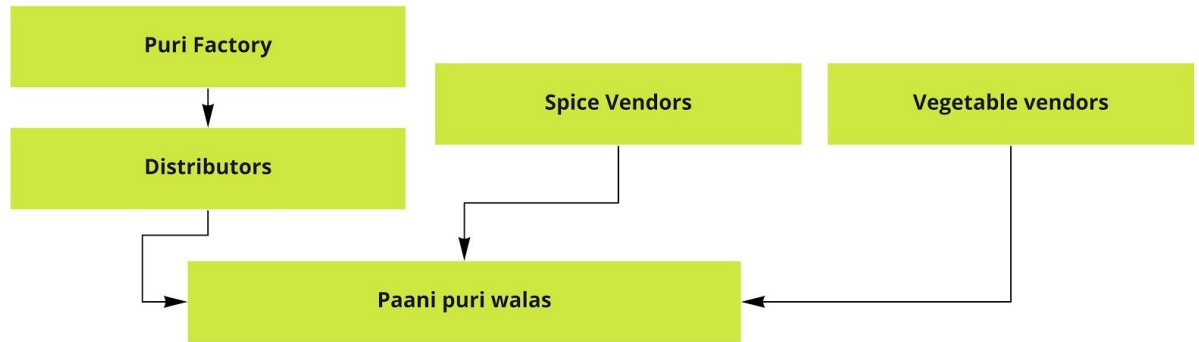 Puri Factory
Spice Vendors
Vegetable vendors
Distributors
Paani puri walas